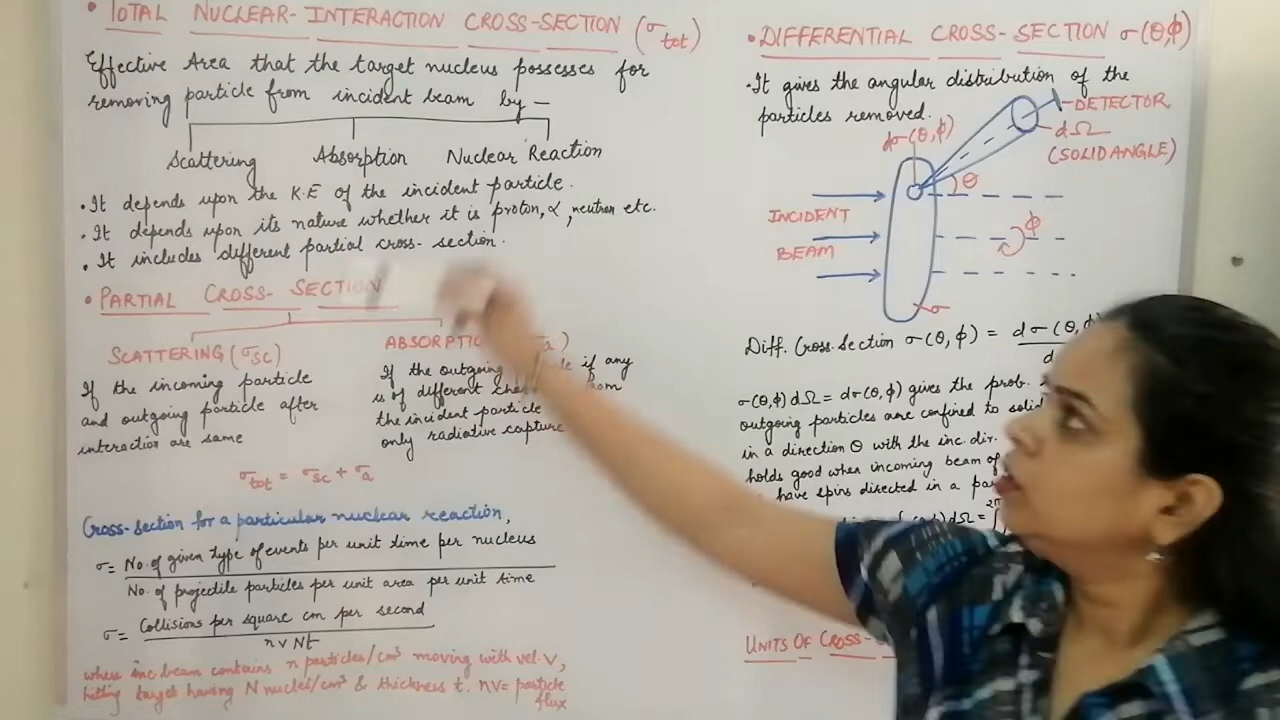 • TOTAL NUCLEAR-INTERACTION CROSS-SECTION (σtot)
Effective Area that the target nucleus possesses for
removing particle from incident beam by —
Scattering Absorption Nuclear Reaction
• It depends upon the K.E of the incident particle.
• It depends upon its nature whether it is proton, α, neutron etc.
• It includes different partial cross-section.
• PARTIAL CROSS-SECTION
SCATTERING (σsc)
If the incoming particle
and outgoing particle after
interaction are same
If the outgoing if any
is of different
the incident particle
only radiative capture
σtot = σsc + σa
Cross-section for a particular nuclear reaction,
σ = No. of given type of events per unit time per nucleus
No. of projectile particles per unit area per unit time
σ = Collisions per square cm per second
n v Nt
where inc beam contains n particles/cm³ moving with vel. v,
hitting target having N nuclei/cm³ & thickness t. nv = particle
flux
• DIFFERENTIAL CROSS-SECTION σ(θ,ϕ)
• It gives the angular distribution of the
particles removed.
DETECTOR
dσ(θ,ϕ)
dΩ
(SOLID ANGLE)
θ
INCIDENT
BEAM
ϕ
σ
Diff. Cross-Section σ(θ,ϕ) = dσ(θ,ϕ)
σ(θ,ϕ)dΩ = dσ(θ,ϕ) gives the prob.
outgoing particles are confined to solid
in a direction θ with the inc. dir.
holds good when incoming beam of
have spins directed in a
dΩ =
UNITS OF CROSS-